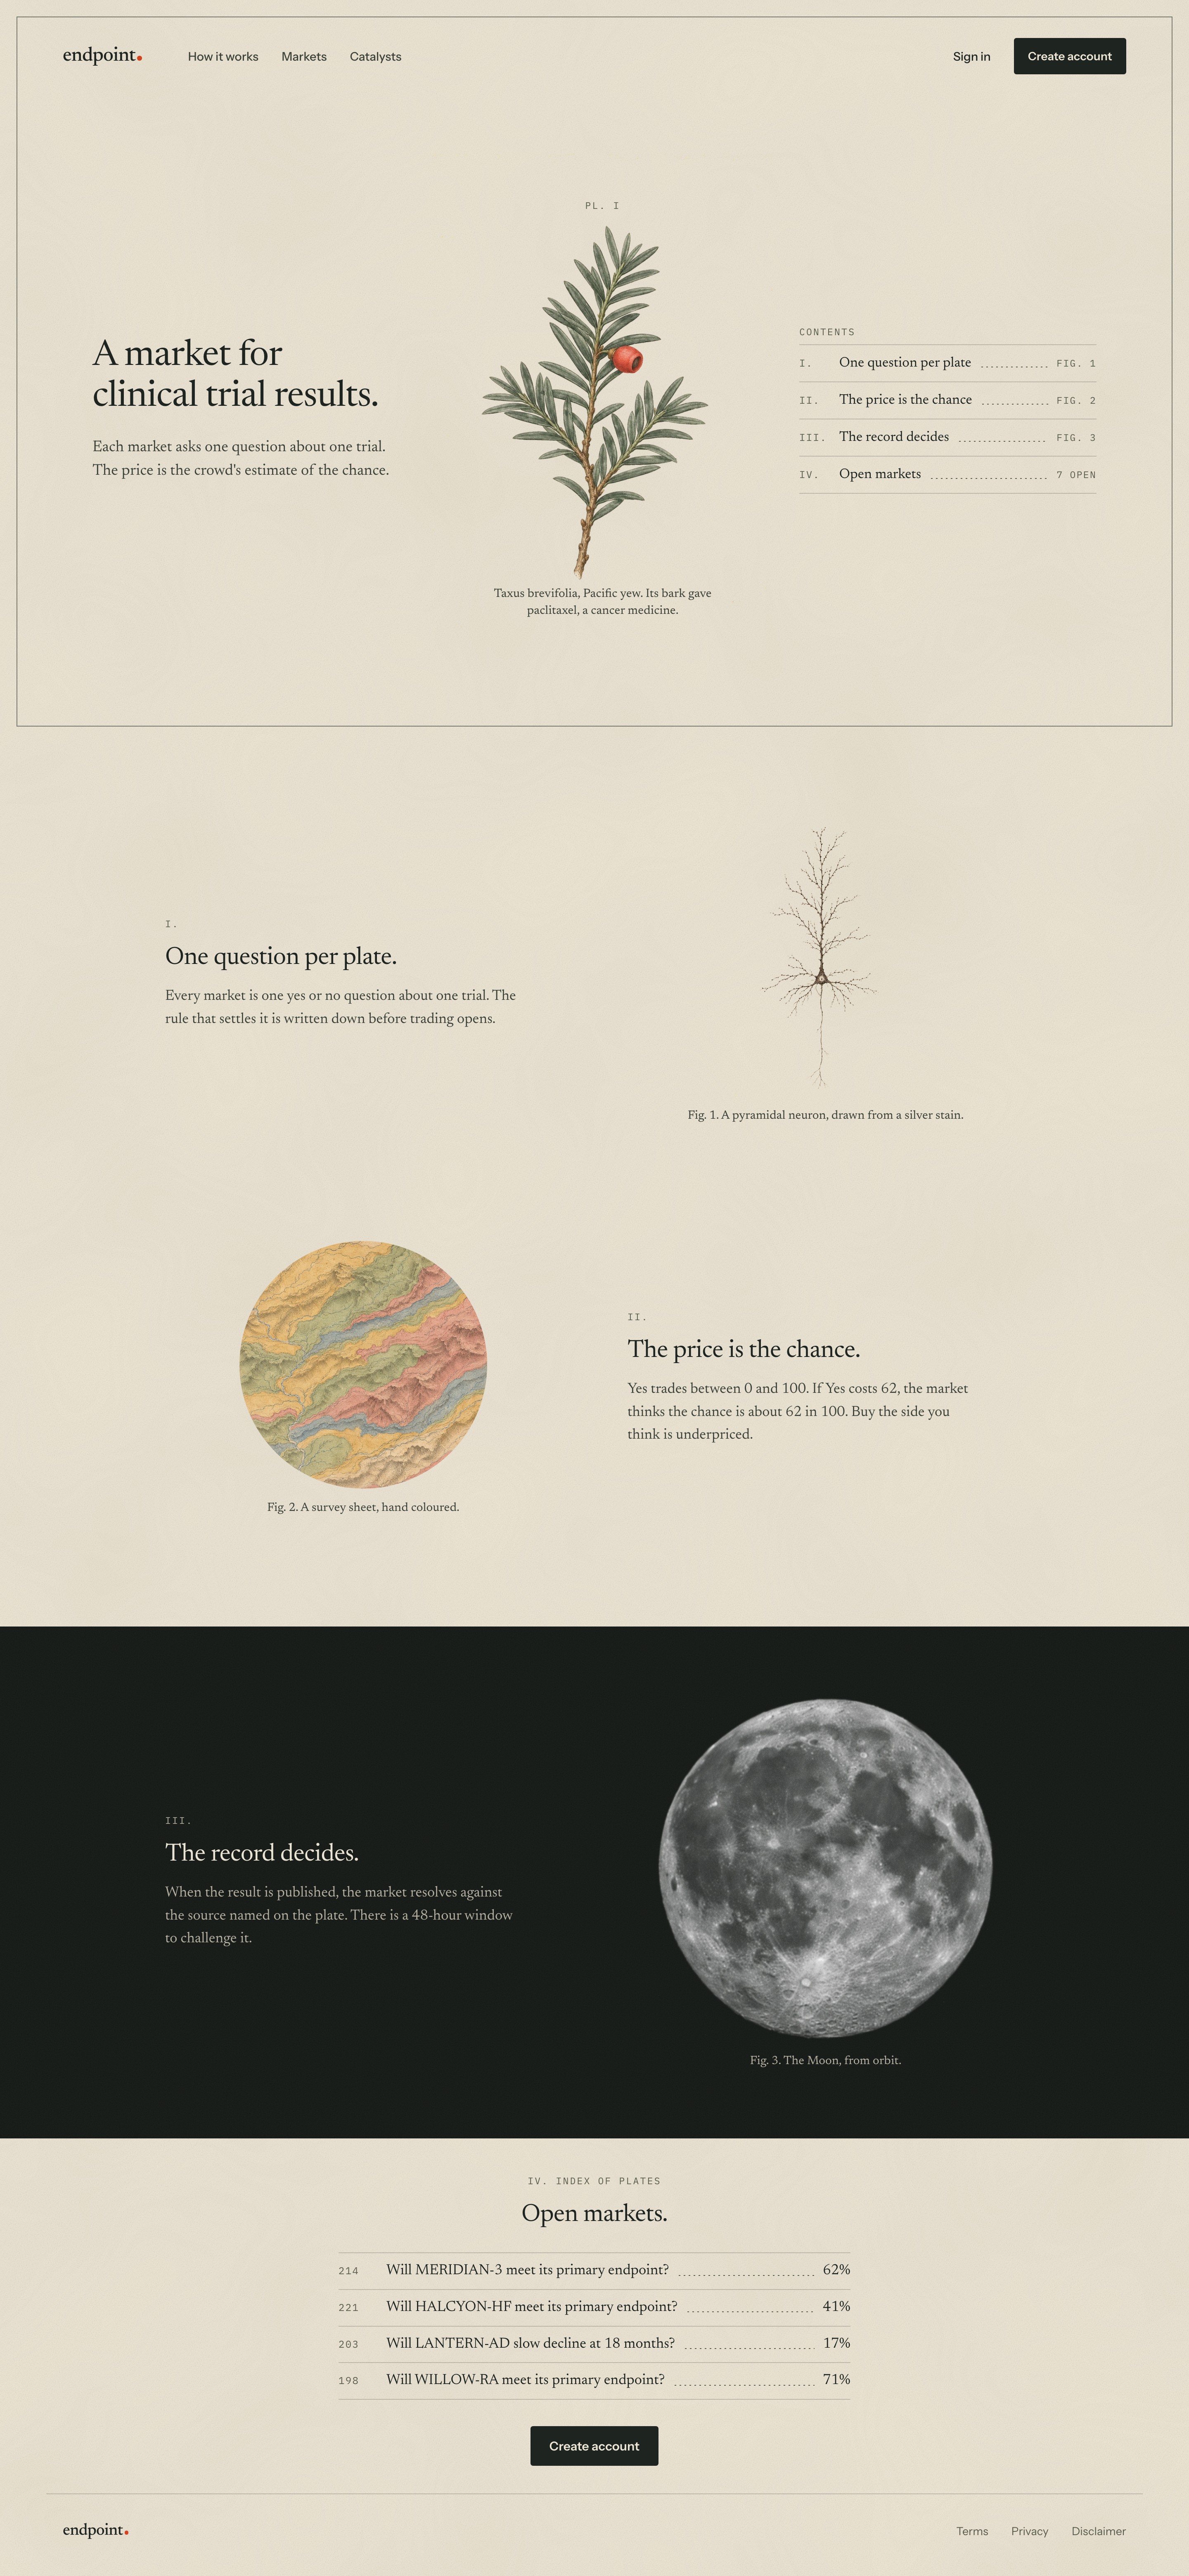 endpoint.
How it works
Markets
Catalysts
Sign in
Create account
PL. I
A market for
clinical trial results.
Each market asks one question about one trial.
The price is the crowd's estimate of the chance.
Taxus brevifolia, Pacific yew. Its bark gave
paclitaxel, a cancer medicine.
CONTENTS
I. One question per plate FIG. 1
II. The price is the chance FIG. 2
III. The record decides FIG. 3
IV. Open markets 7 OPEN
I.
One question per plate.
Every market is one yes or no question about one trial. The
rule that settles it is written down before trading opens.
Fig. 1. A pyramidal neuron, drawn from a silver stain.
Fig. 2. A survey sheet, hand coloured.
II.
The price is the chance.
Yes trades between 0 and 100. If Yes costs 62, the market
thinks the chance is about 62 in 100. Buy the side you
think is underpriced.
III.
The record decides.
When the result is published, the market resolves against
the source named on the plate. There is a 48-hour window
to challenge it.
Fig. 3. The Moon, from orbit.
IV. INDEX OF PLATES
Open markets.
214 Will MERIDIAN-3 meet its primary endpoint? 62%
221 Will HALCYON-HF meet its primary endpoint? 41%
203 Will LANTERN-AD slow decline at 18 months? 17%
198 Will WILLOW-RA meet its primary endpoint? 71%
Create account
endpoint.
Terms
Privacy
Disclaimer